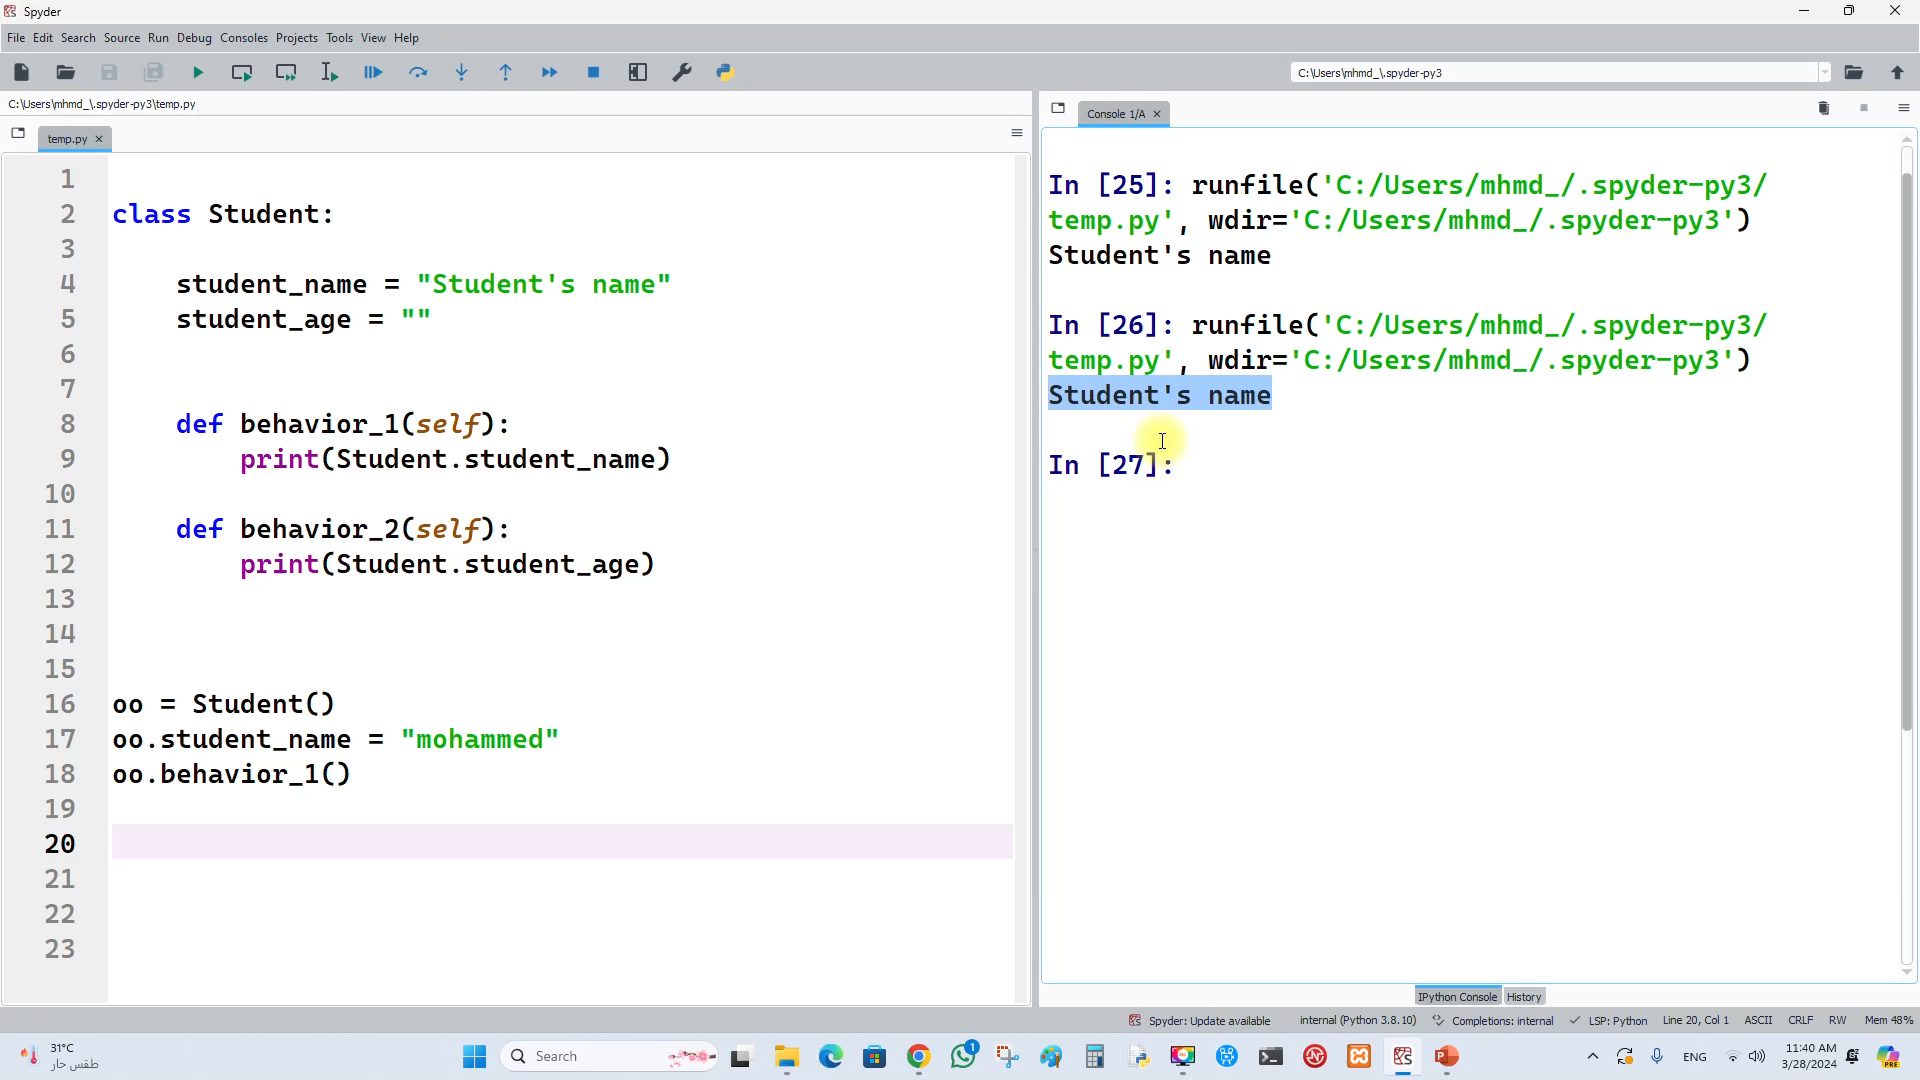 Spyder
File Edit Search Source Run Debug Consoles Projects Tools View Help
C:\Users\mhmd_\.spyder-py3
C:\Users\mhmd_\.spyder-py3\temp.py
temp.py
Console 1/A
1
2 class Student:
3
4 student_name = "Student's name"
5 student_age = ""
6
7
8 def behavior_1(self):
9 print(Student.student_name)
10
11 def behavior_2(self):
12 print(Student.student_age)
13
14
15
16 oo = Student()
17 oo.student_name = "mohammed"
18 oo.behavior_1()
19
20
21
22
23
In [25]: runfile('C:/Users/mhmd_/.spyder-py3/
temp.py', wdir='C:/Users/mhmd_/.spyder-py3')
Student's name
In [26]: runfile('C:/Users/mhmd_/.spyder-py3/
temp.py', wdir='C:/Users/mhmd_/.spyder-py3')
Student's name
In [27]:
IPython Console History
Spyder: Update available internal (Python 3.8.10) Completions: internal LSP: Python Line 20, Col 1 ASCII CRLF RW Mem 48%
31°C
طقس حار
Search
1
PRE
ENG
11:40 AM
3/28/2024